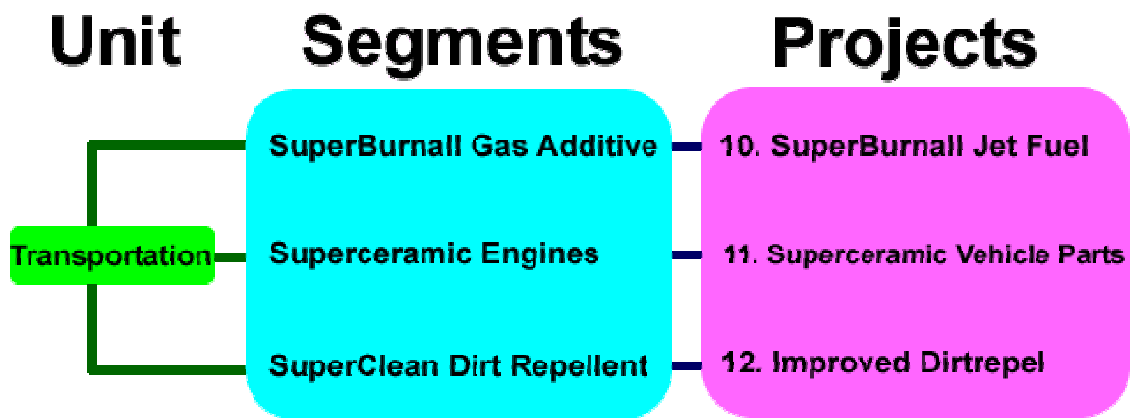 Unit Segments Projects
SuperBurnall Gas Additive 10. SuperBurnall Jet Fuel
Transportation Superceramic Engines 11. Superceramic Vehicle Parts
SuperClean Dirt Repellent 12. Improved Dirtrepel